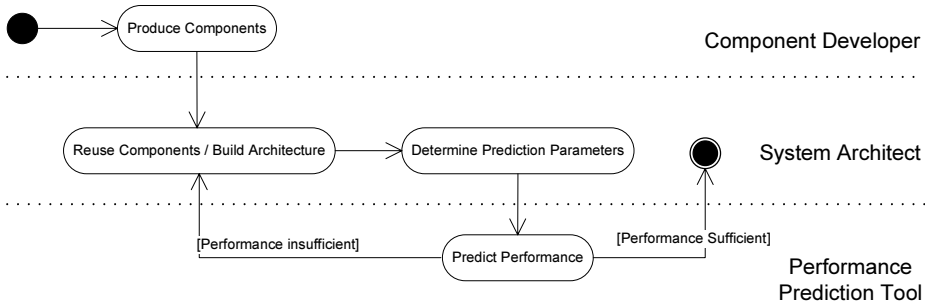 Produce Components
Component Developer
Reuse Components / Build Architecture
Determine Prediction Parameters
System Architect
[Performance insufficient]
[Performance Sufficient]
Predict Performance
Performance
Prediction Tool